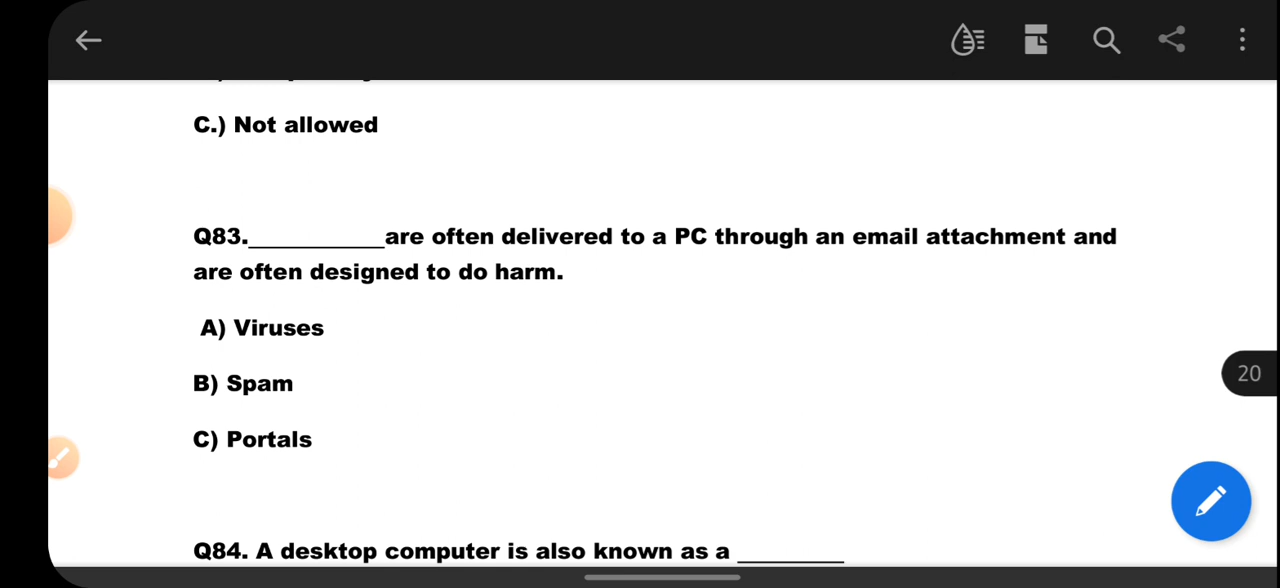 C.) Not allowed
Q83.__________are often delivered to a PC through an email attachment and
are often designed to do harm.
A) Viruses
B) Spam
C) Portals
20
Q84. A desktop computer is also known as a ________